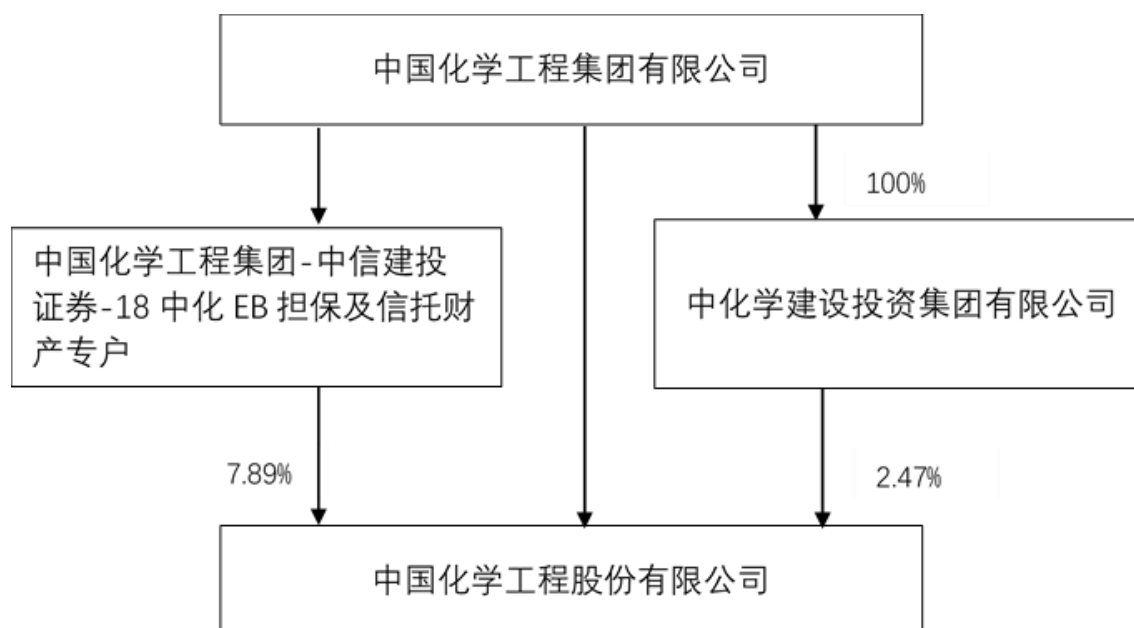 中国化学工程集团有限公司
100%
中国化学工程集团-中信建投
证券-18 中化 EB 担保及信托财
产专户
中化学建设投资集团有限公司
7.89%
2.47%
中国化学工程股份有限公司